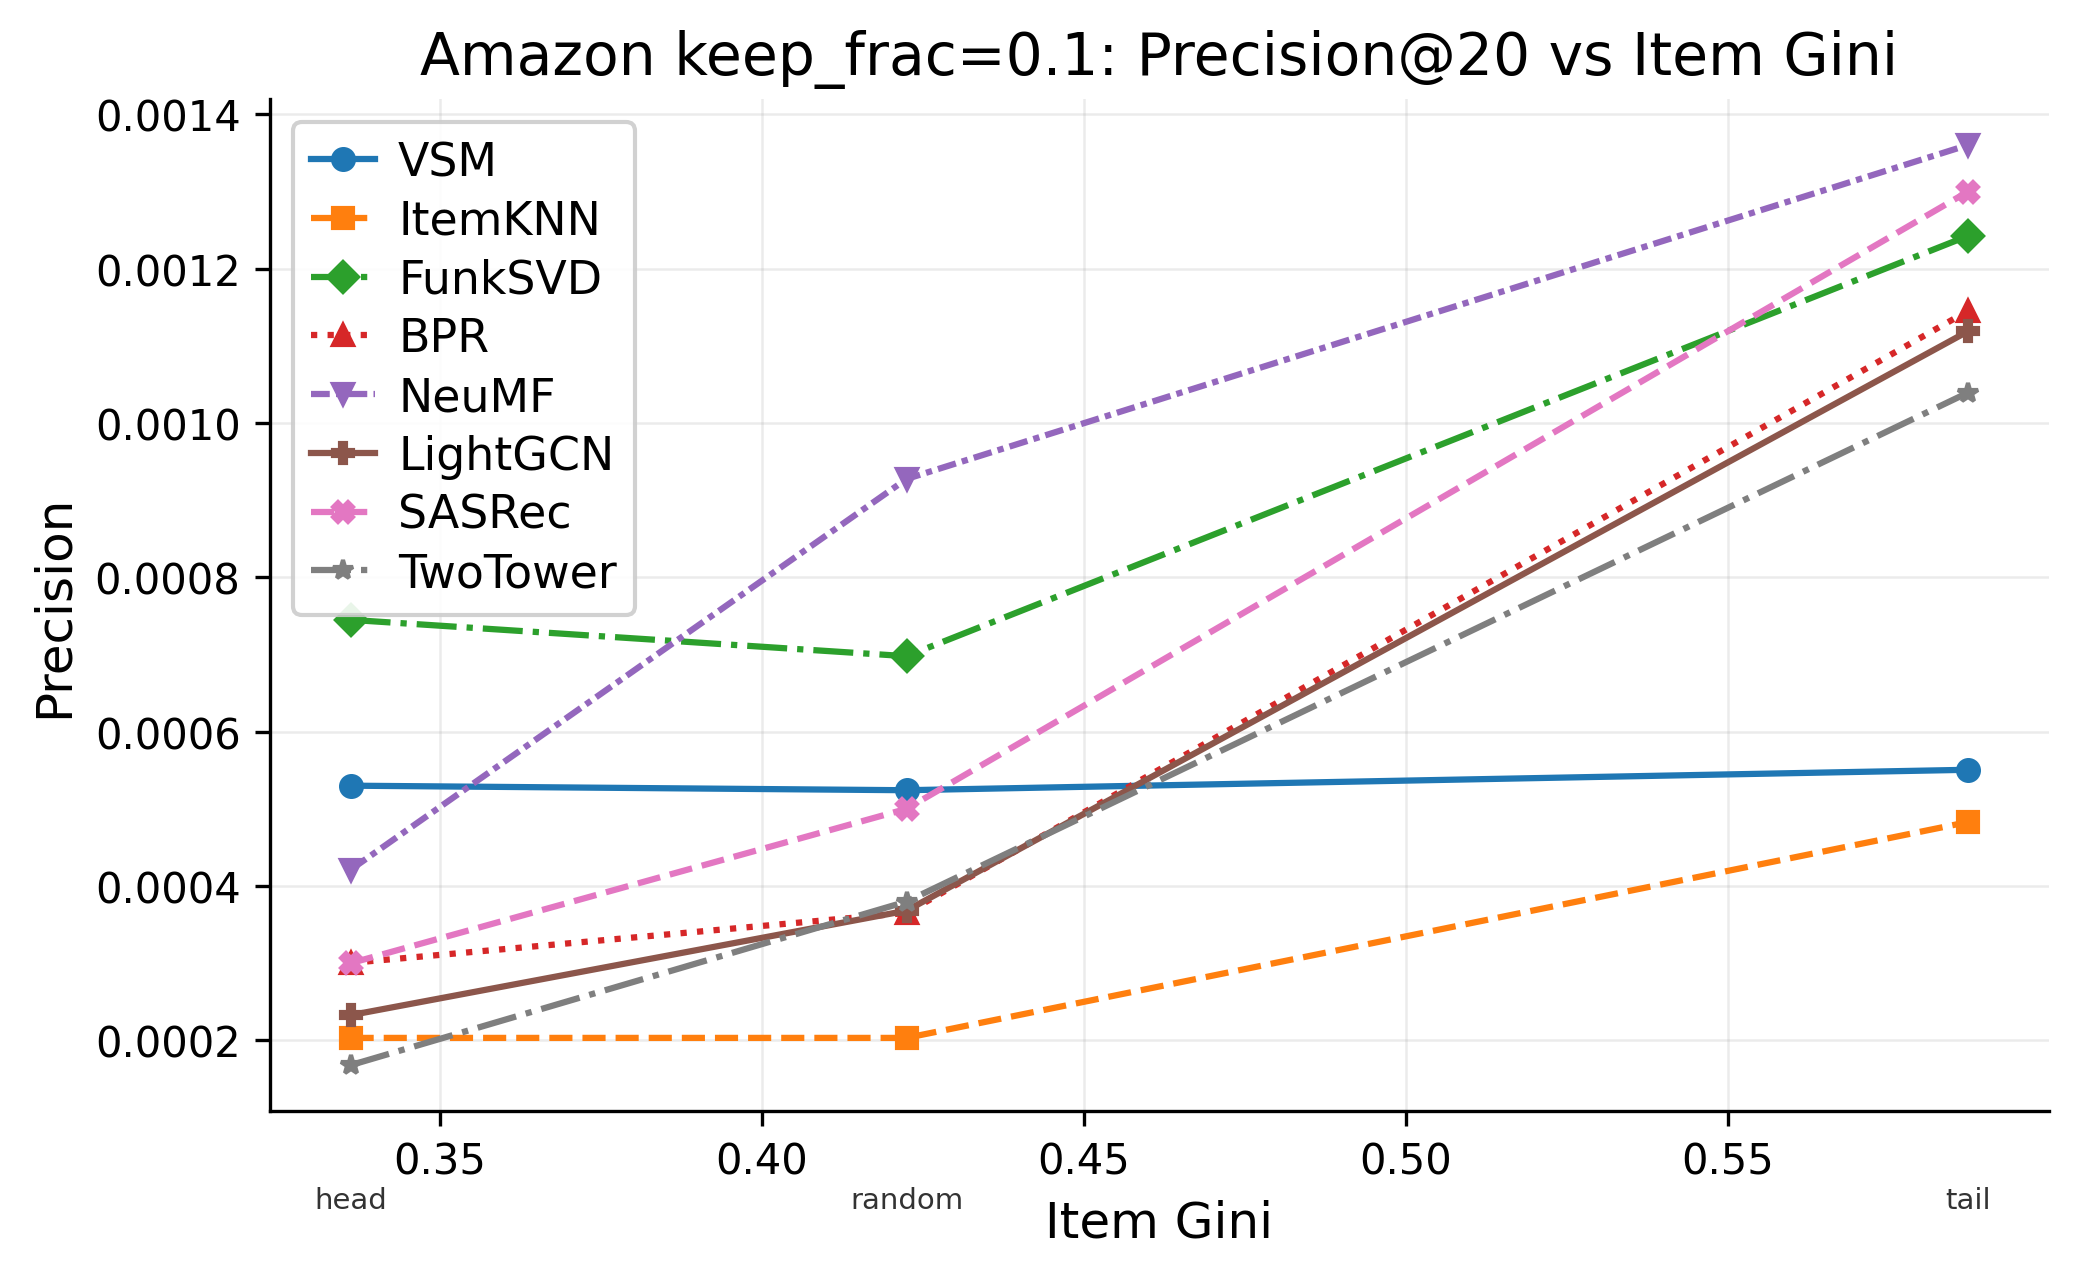 Amazon keep_frac=0.1: Precision@20 vs Item Gini
Precision
0.0014
0.0012
0.0010
0.0008
0.0006
0.0004
0.0002
VSM
ItemKNN
FunkSVD
BPR
NeuMF
LightGCN
SASRec
TwoTower
0.35 0.40 0.45 0.50 0.55
head random tail
Item Gini